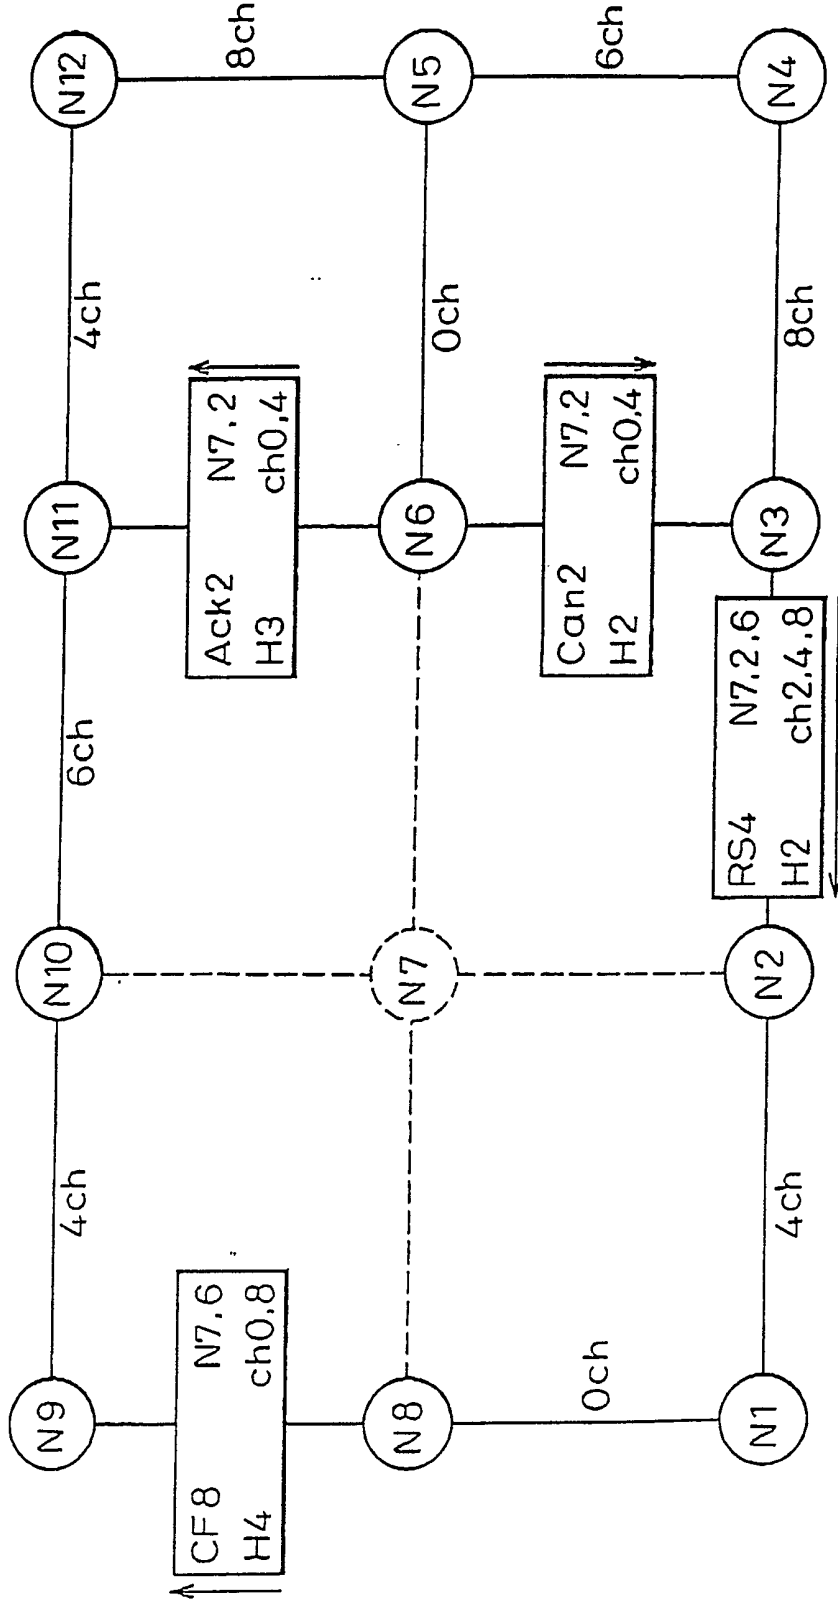 N9
4ch
N10
6ch
N11
4ch
N12
CF8 N7,6
H4 ch0,8
Ack2 N7,2
H3 ch0,4
8ch
N8
N7
N6
0ch
N5
0ch
Can2 N7,2
H2 ch0,4
6ch
N1
4ch
N2
RS4 N7,2,6
H2 ch2,4,8
N3
8ch
N4